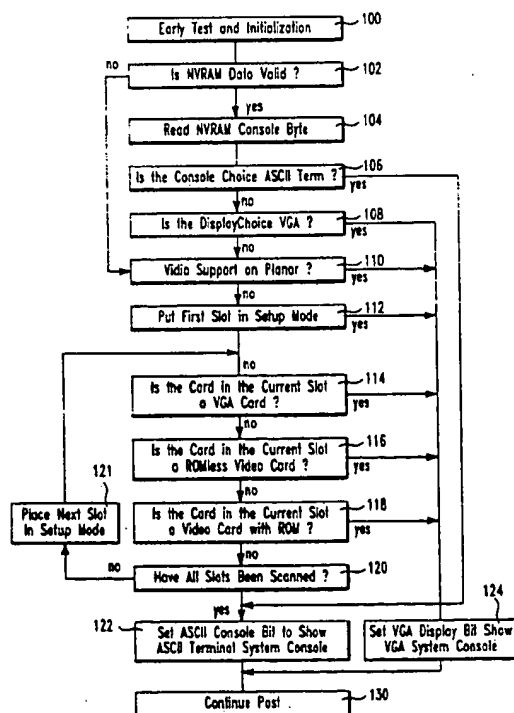 Early Test and Initialization
100
no
Is NVRAM Data Valid ?
102
yes
Read NVRAM Console Byte
104
106
Is the Console Choice ASCII Term ?
yes
no
Is the DisplayChoice VGA ?
108
yes
no
Vidio Support on Planar ?
110
yes
no
Put First Slot in Setup Mode
112
yes
no
Is the Card in the Current Slot
a VGA Card ?
114
yes
no
Is the Card in the Current Slot
a ROMless Video Card ?
116
yes
121
no
Place Next Slot
In Setup Mode
Is the Card in the Current Slot
a Video Card with ROM ?
118
yes
no
no
Have All Slots Been Scanned ?
120
yes
124
122
Set ASCII Console Bit to Show
ASCII Terminal System Console
Set VGA Display Bit Show
VGA System Console
Continue Post
130